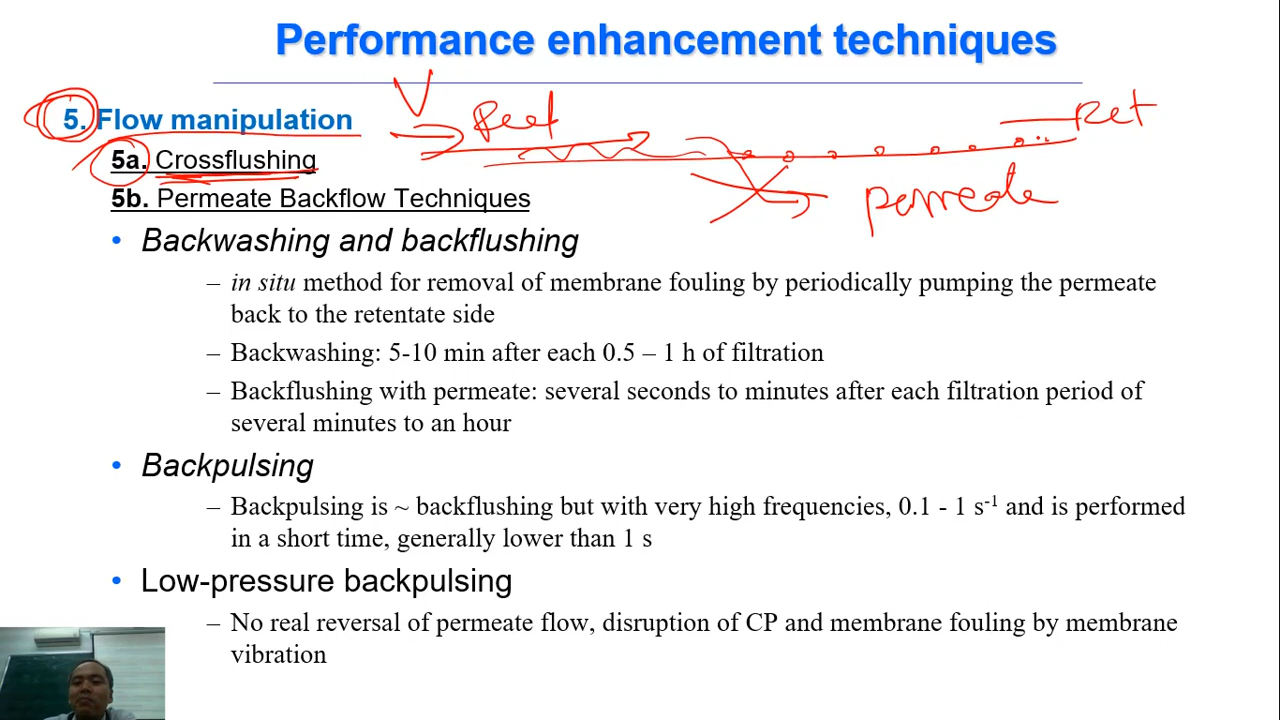 Performance enhancement techniques
5. Flow manipulation
V
Ret
5a. Crossflushing
5b. Permeate Backflow Techniques
permeate
• Backwashing and backflushing
– in situ method for removal of membrane fouling by periodically pumping the permeate
back to the retentate side
– Backwashing: 5-10 min after each 0.5 – 1 h of filtration
– Backflushing with permeate: several seconds to minutes after each filtration period of
several minutes to an hour
• Backpulsing
– Backpulsing is ~ backflushing but with very high frequencies, 0.1 - 1 s⁻¹ and is performed
in a short time, generally lower than 1 s
• Low-pressure backpulsing
– No real reversal of permeate flow, disruption of CP and membrane fouling by membrane
vibration